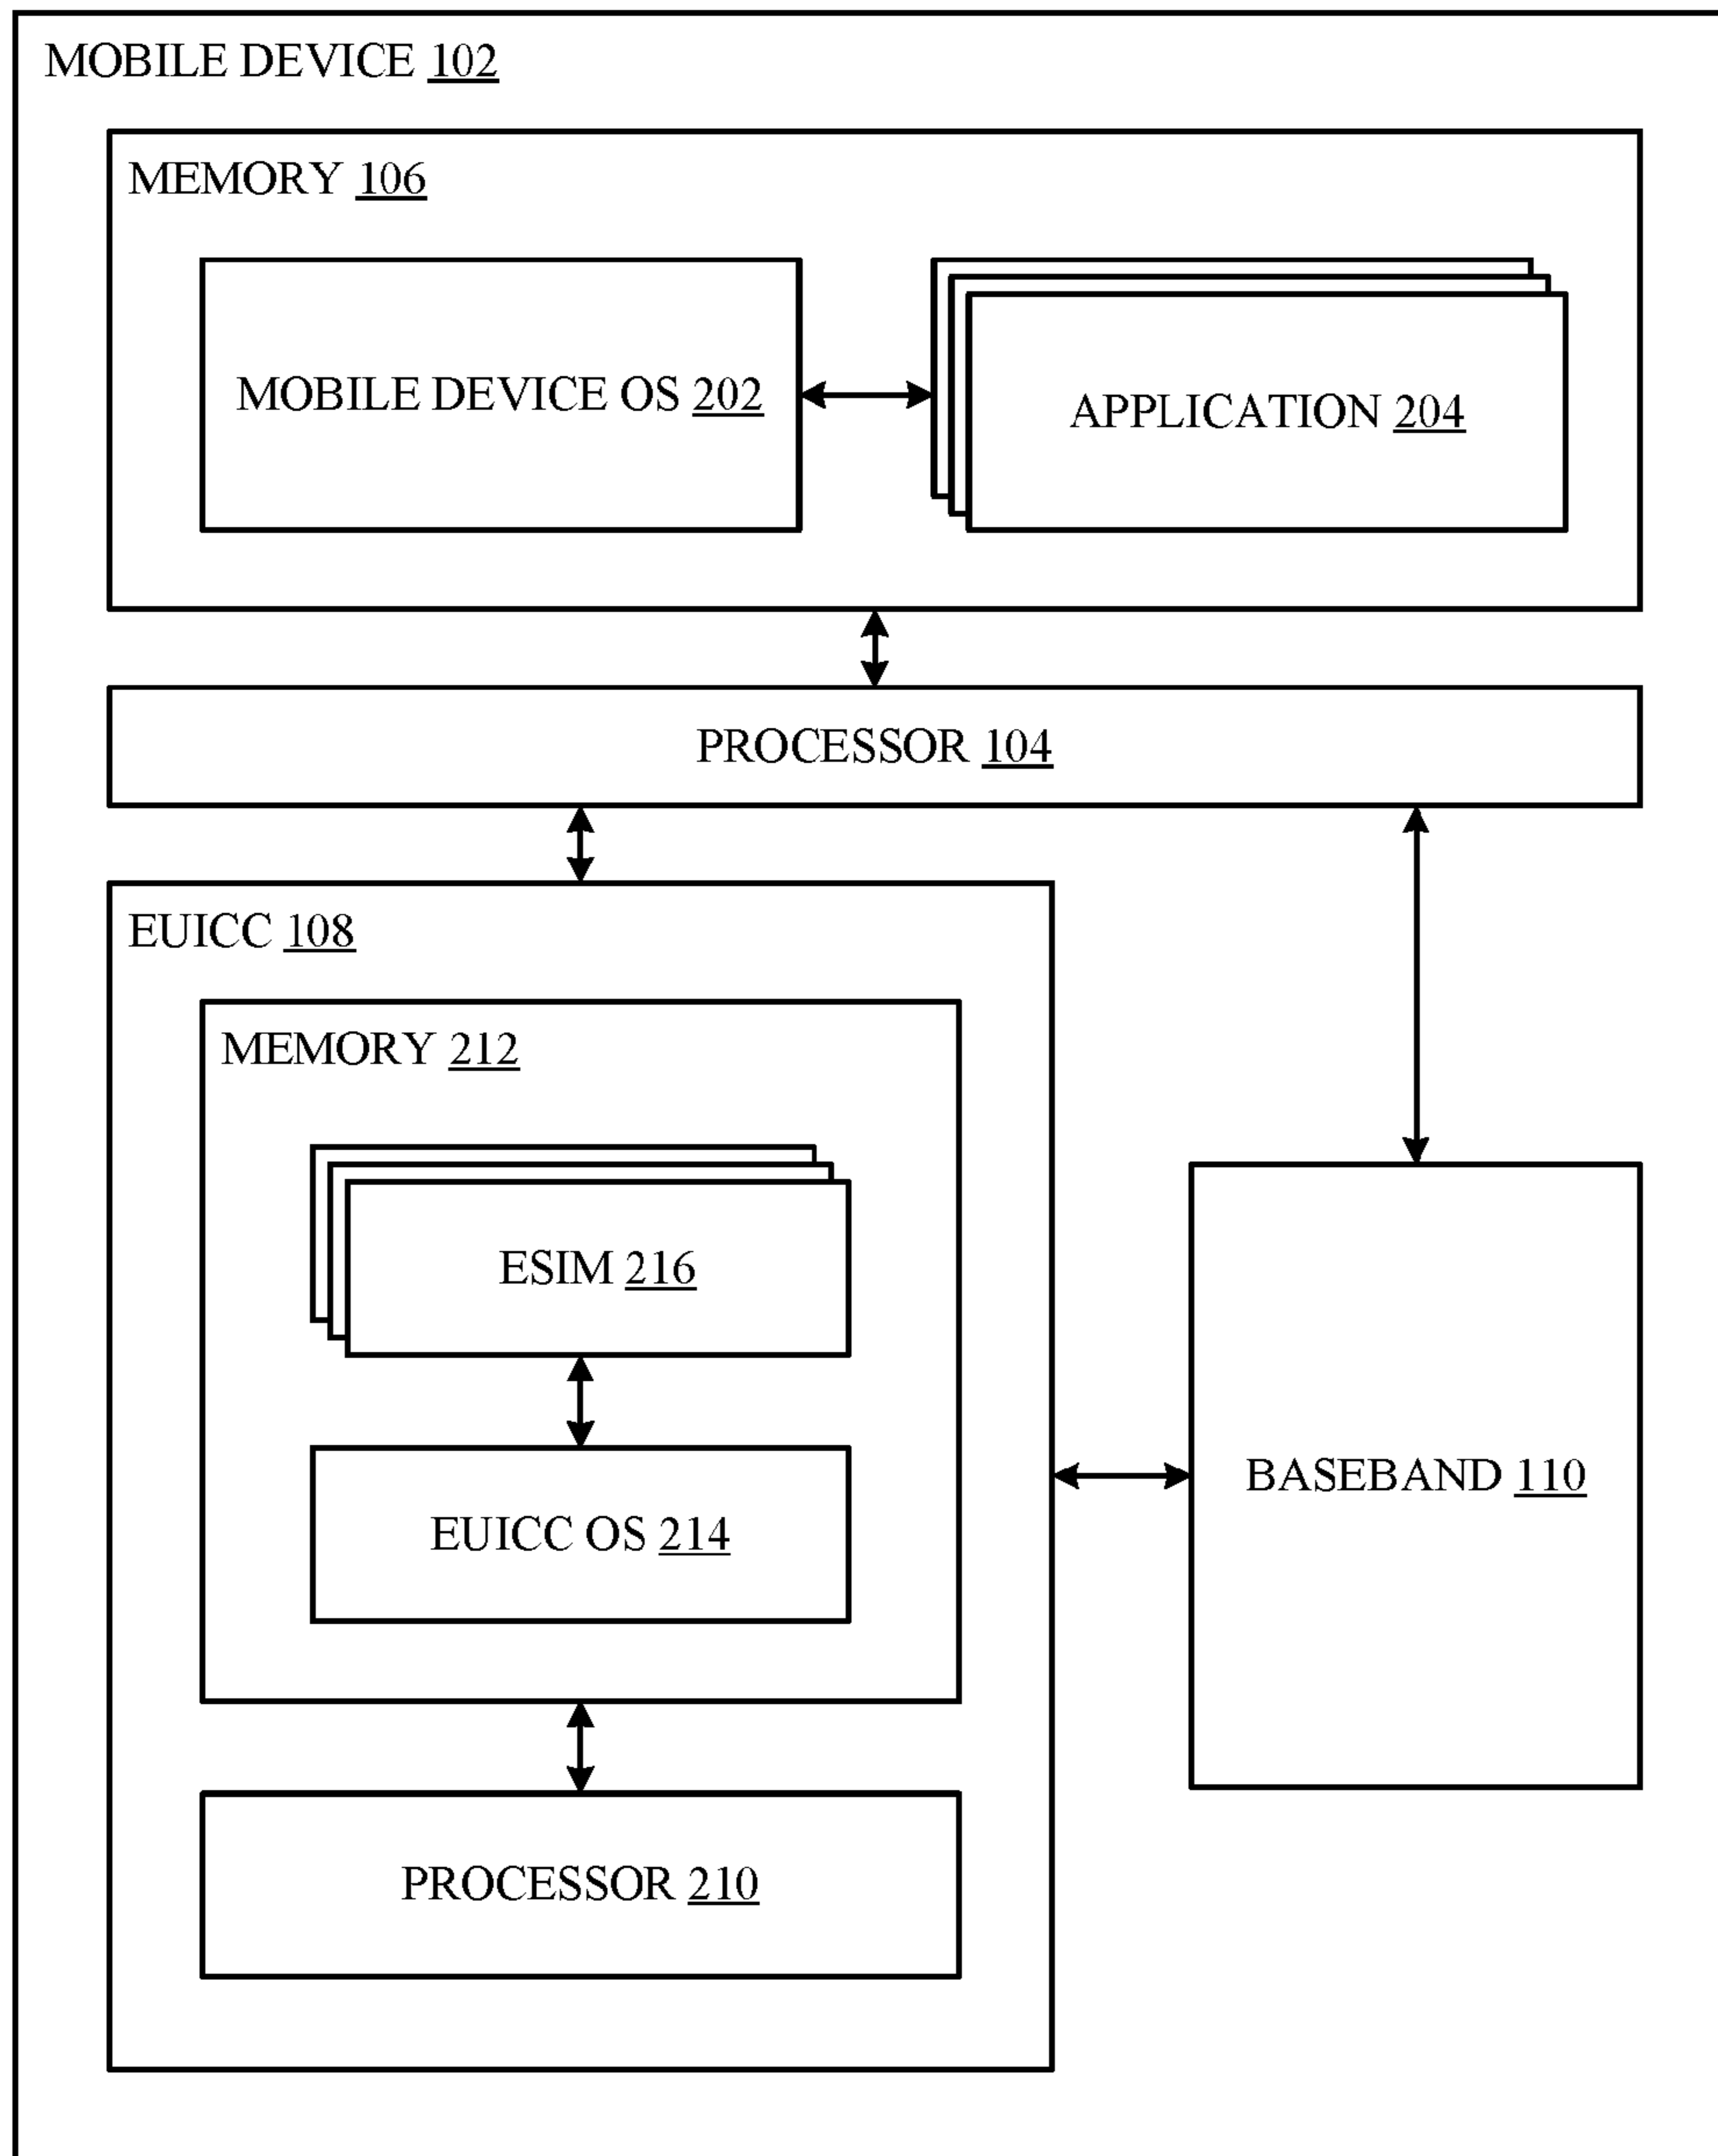 MOBILE DEVICE 102
MEMORY 106
MOBILE DEVICE OS 202
APPLICATION 204
PROCESSOR 104
EUICC 108
MEMORY 212
ESIM 216
EUICC OS 214
BASEBAND 110
PROCESSOR 210